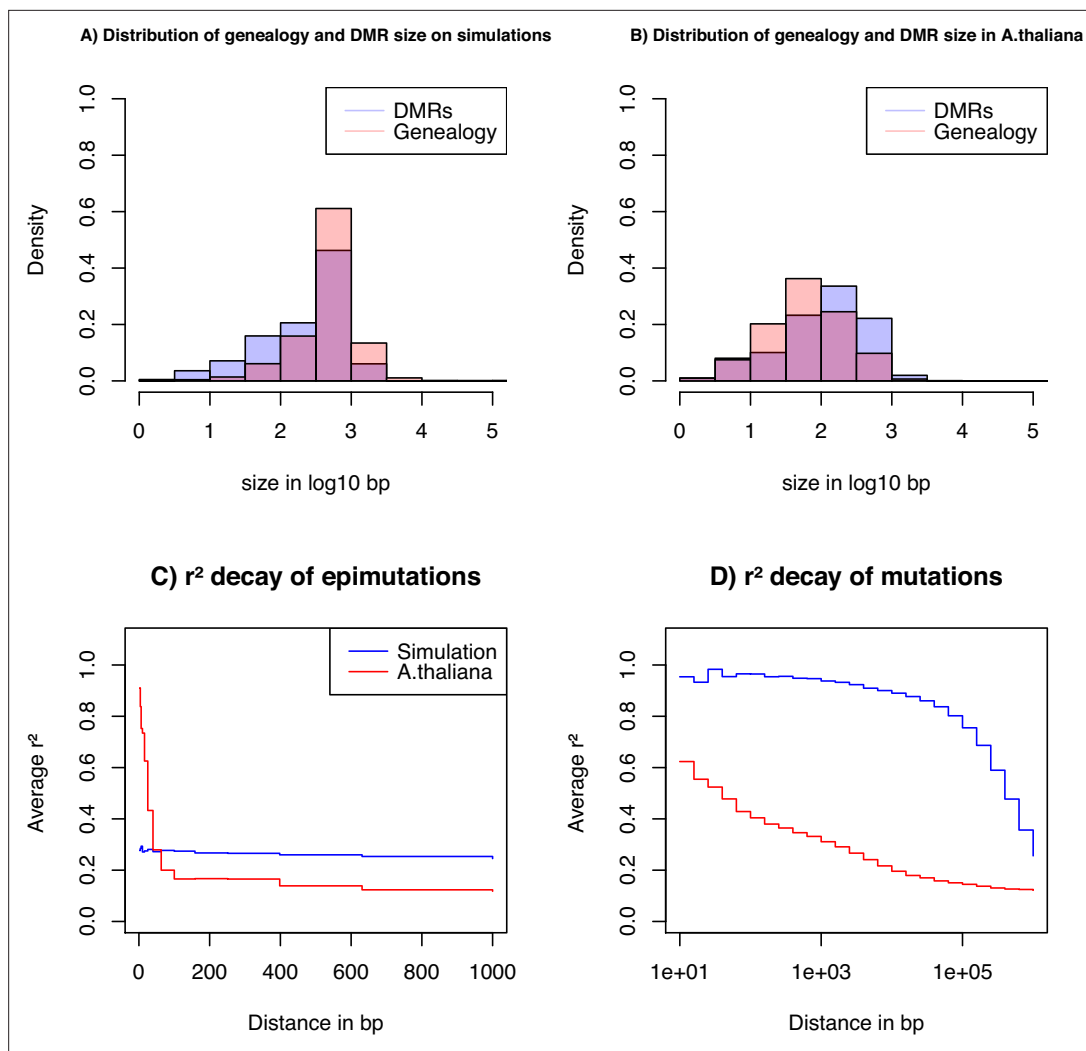 A) Distribution of genealogy and DMR size on simulations
DMRs
Genealogy
Density
0.0 0.2 0.4 0.6 0.8 1.0
0 1 2 3 4 5
size in log10 bp
B) Distribution of genealogy and DMR size in A.thaliana
DMRs
Genealogy
Density
0.0 0.2 0.4 0.6 0.8 1.0
0 1 2 3 4 5
size in log10 bp
C) r² decay of epimutations
Simulation
A.thaliana
Average r²
0.0 0.2 0.4 0.6 0.8 1.0
0 200 400 600 800 1000
Distance in bp
D) r² decay of mutations
Average r²
0.0 0.2 0.4 0.6 0.8 1.0
1e+01 1e+03 1e+05
Distance in bp